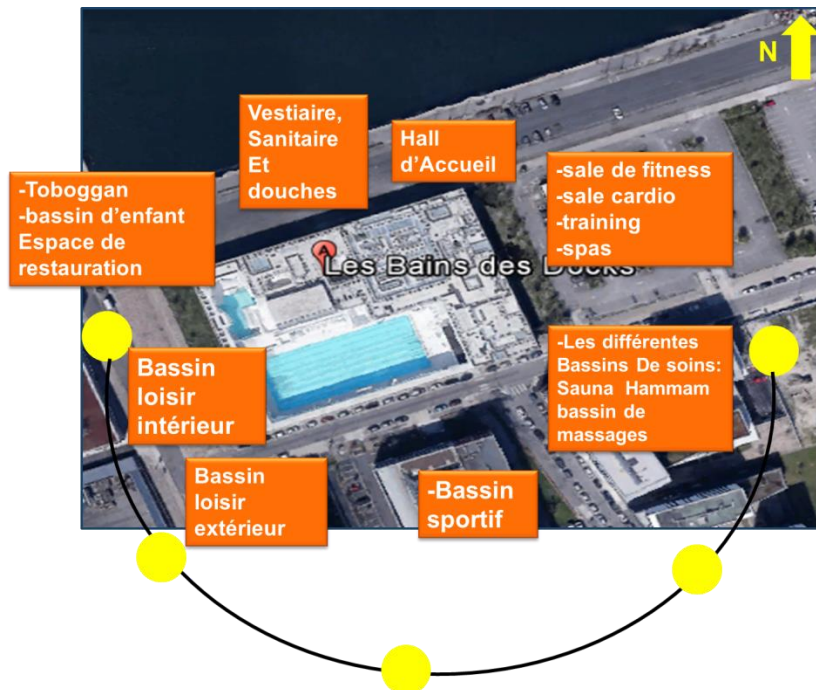 N
Vestiaire,
Sanitaire
Et
douches
Hall
d’Accueil
-sale de fitness
-sale cardio
-training
-spas
-Toboggan
-bassin d’enfant
Espace de
restauration
A
Les Bains des Docks
Bassin
loisir
intérieur
-Les différentes
Bassins De soins:
Sauna Hammam
bassin de
massages
Bassin
loisir
extérieur
-Bassin
sportif